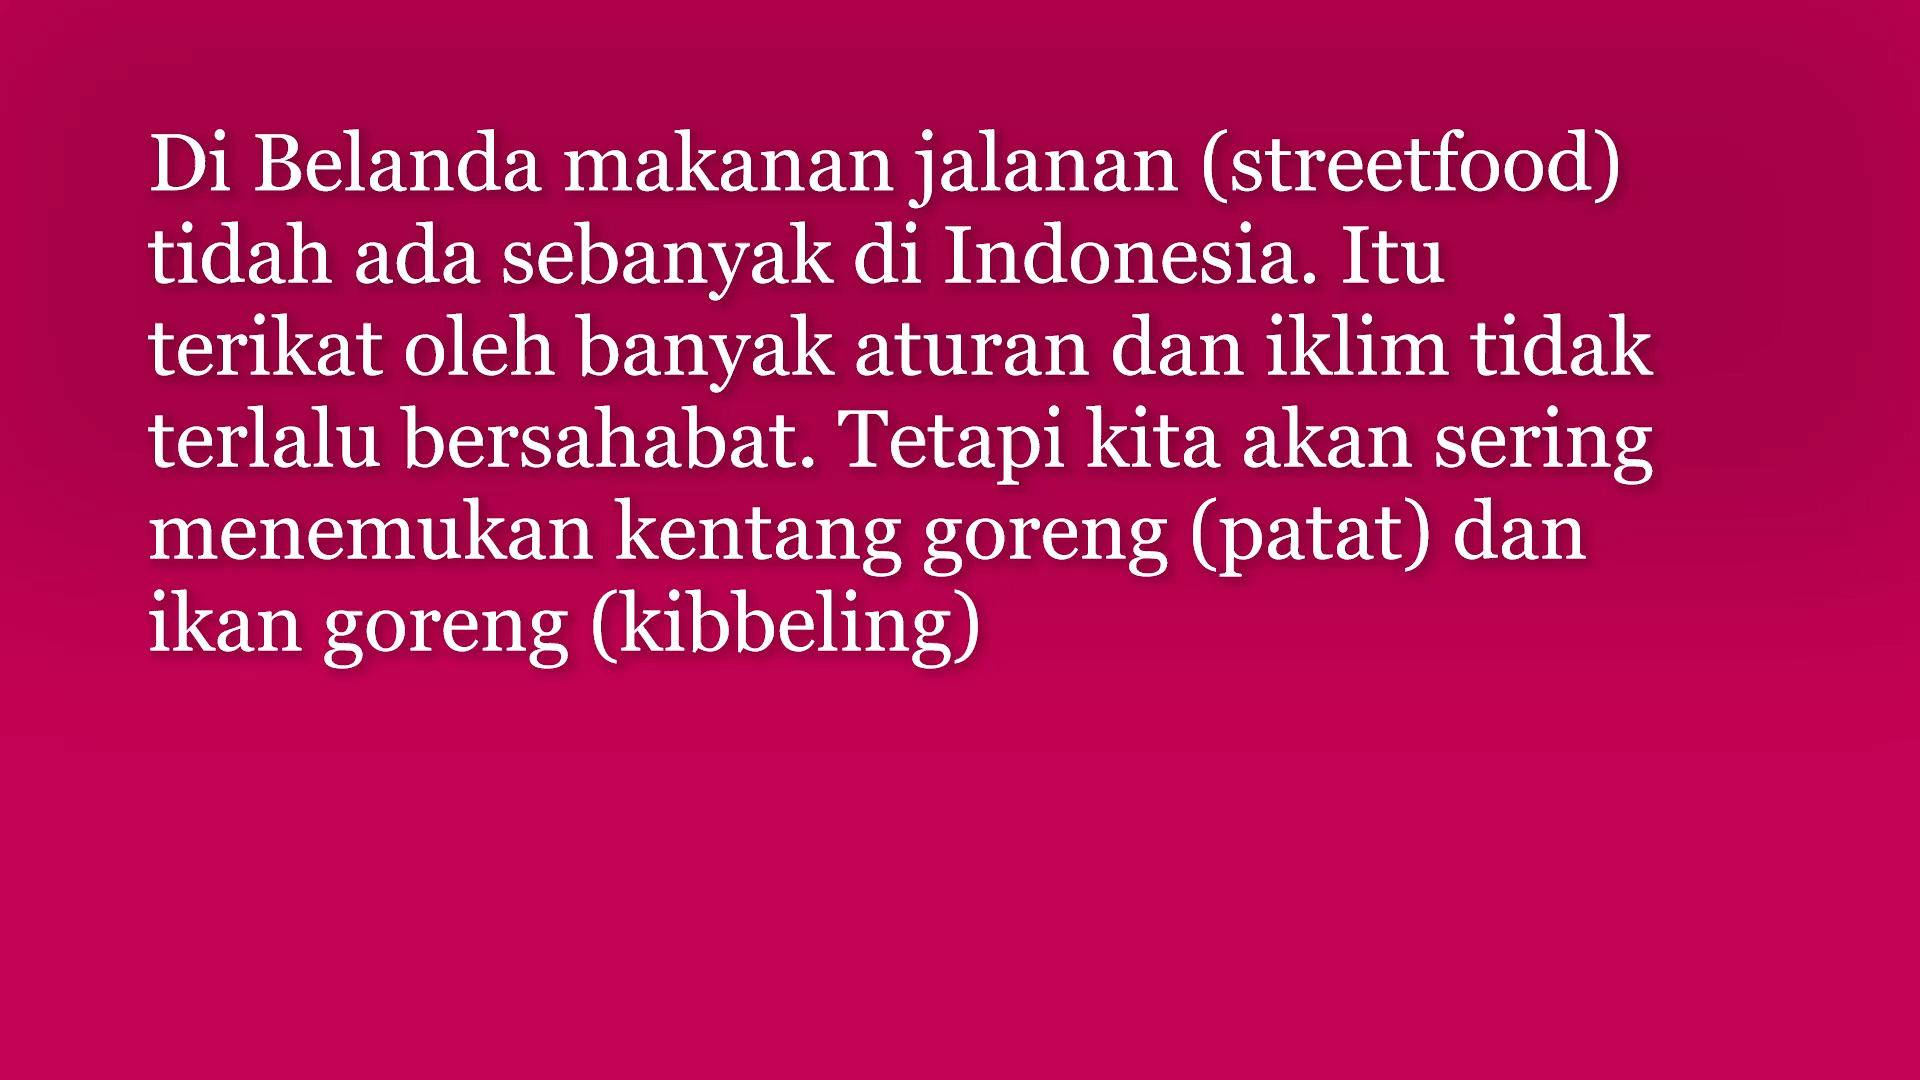 Di Belanda makanan jalanan (streetfood)
tidah ada sebanyak di Indonesia. Itu
terikat oleh banyak aturan dan iklim tidak
terlalu bersahabat. Tetapi kita akan sering
menemukan kentang goreng (patat) dan
ikan goreng (kibbeling)